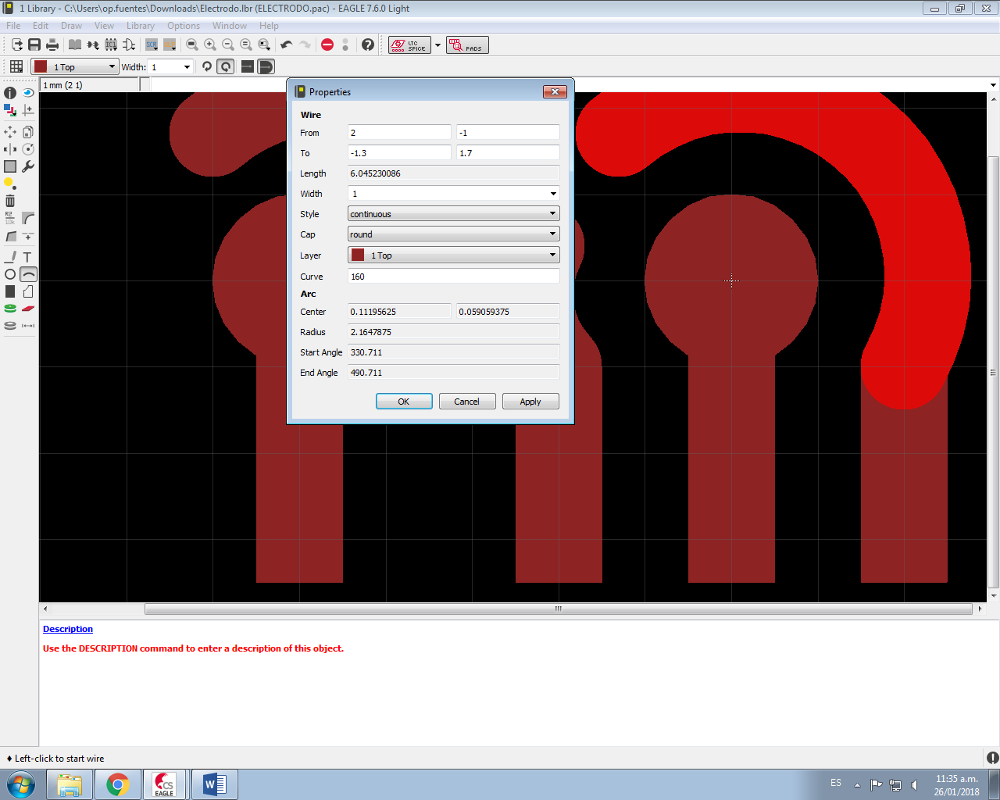 1 Library - C:\Users\op.fuentes\Downloads\Electrodo.lbr (ELECTRODO.pac) - EAGLE 7.6.0 Light
File Edit Draw View Library Options Window Help
SCR
LTC SPICE
PADS
1 Top Width: 1
1 mm (2 1)
Properties
Wire
From 2 -1
To -1.3 1.7
Length 6.045230086
Width 1
Style continuous
Cap round
Layer 1 Top
Curve 160
Arc
Center 0.11195625 0.059059375
Radius 2.1647875
Start Angle 330.711
End Angle 490.711
OK Cancel Apply
R2
10k
T
Description
Use the DESCRIPTION command to enter a description of this object.
♦ Left-click to start wire
CS
EAGLE
W
ES
11:35 a.m.
26/01/2018